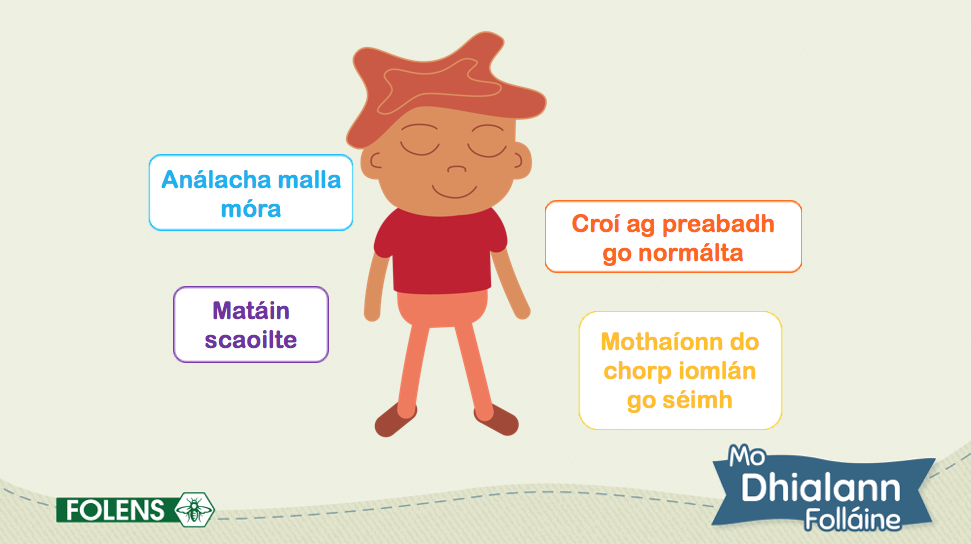 Análacha malla
móra
Croí ag preabadh
go normálta
Matáin
scaoilte
Mothaíonn do
chorp iomlán
go séimh
FOLENS
Mo
Dhialann
Folláine